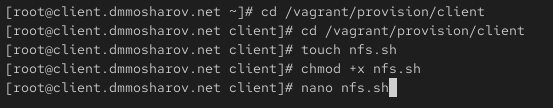 [root@client.dmmosharov.net ~]# cd /vagrant/provision/client
[root@client.dmmosharov.net client]# cd /vagrant/provision/client
[root@client.dmmosharov.net client]# touch nfs.sh
[root@client.dmmosharov.net client]# chmod +x nfs.sh
[root@client.dmmosharov.net client]# nano nfs.sh